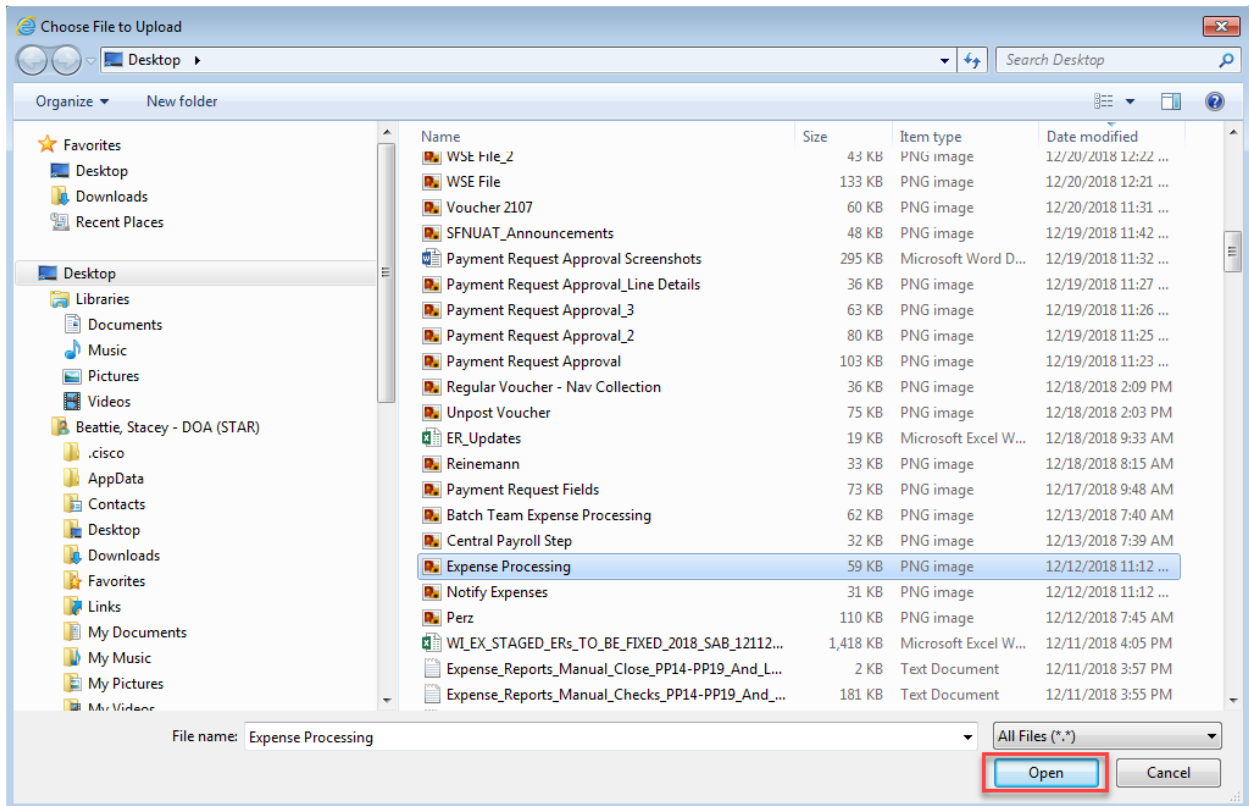 Choose File to Upload
Desktop
Search Desktop
Organize
New folder
Favorites
Desktop
Downloads
Recent Places
Desktop
Libraries
Documents
Music
Pictures
Videos
Beattie, Stacey - DOA (STAR)
.cisco
AppData
Contacts
Desktop
Downloads
Favorites
Links
My Documents
My Music
My Pictures
My Videos
Name Size Item type Date modified
WSE File_2 43 KB PNG image 12/20/2018 12:22 ...
WSE File 133 KB PNG image 12/20/2018 12:21 ...
Voucher 2107 60 KB PNG image 12/20/2018 11:31 ...
SFNUAT_Announcements 48 KB PNG image 12/19/2018 11:42 ...
Payment Request Approval Screenshots 295 KB Microsoft Word D... 12/19/2018 11:32 ...
Payment Request Approval_Line Details 36 KB PNG image 12/19/2018 11:27 ...
Payment Request Approval_3 63 KB PNG image 12/19/2018 11:26 ...
Payment Request Approval_2 80 KB PNG image 12/19/2018 11:25 ...
Payment Request Approval 103 KB PNG image 12/19/2018 11:23 ...
Regular Voucher - Nav Collection 36 KB PNG image 12/18/2018 2:09 PM
Unpost Voucher 75 KB PNG image 12/18/2018 2:03 PM
ER_Updates 19 KB Microsoft Excel W... 12/18/2018 9:33 AM
Reinemann 33 KB PNG image 12/18/2018 8:15 AM
Payment Request Fields 73 KB PNG image 12/17/2018 9:48 AM
Batch Team Expense Processing 62 KB PNG image 12/13/2018 7:40 AM
Central Payroll Step 32 KB PNG image 12/13/2018 7:39 AM
Expense Processing 59 KB PNG image 12/12/2018 11:12 ...
Notify Expenses 31 KB PNG image 12/12/2018 11:12 ...
Perz 110 KB PNG image 12/12/2018 7:45 AM
WI_EX_STAGED_ERs_TO_BE_FIXED_2018_SAB_12112... 1,418 KB Microsoft Excel W... 12/11/2018 4:05 PM
Expense_Reports_Manual_Close_PP14-PP19_And_L... 2 KB Text Document 12/11/2018 3:57 PM
Expense_Reports_Manual_Checks_PP14-PP19_And_... 181 KB Text Document 12/11/2018 3:55 PM
File name: Expense Processing
All Files (*.*)
Open
Cancel